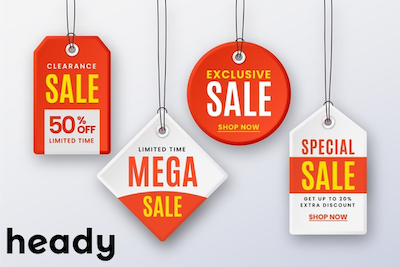 CLEARANCE
SALE
50% OFF
LIMITED TIME
EXCLUSIVE
SALE
SHOP NOW
LIMITED TIME
MEGA
SALE
SPECIAL
SALE
GET UP TO 20%
EXTRA DISCOUNT
SHOP NOW
heady